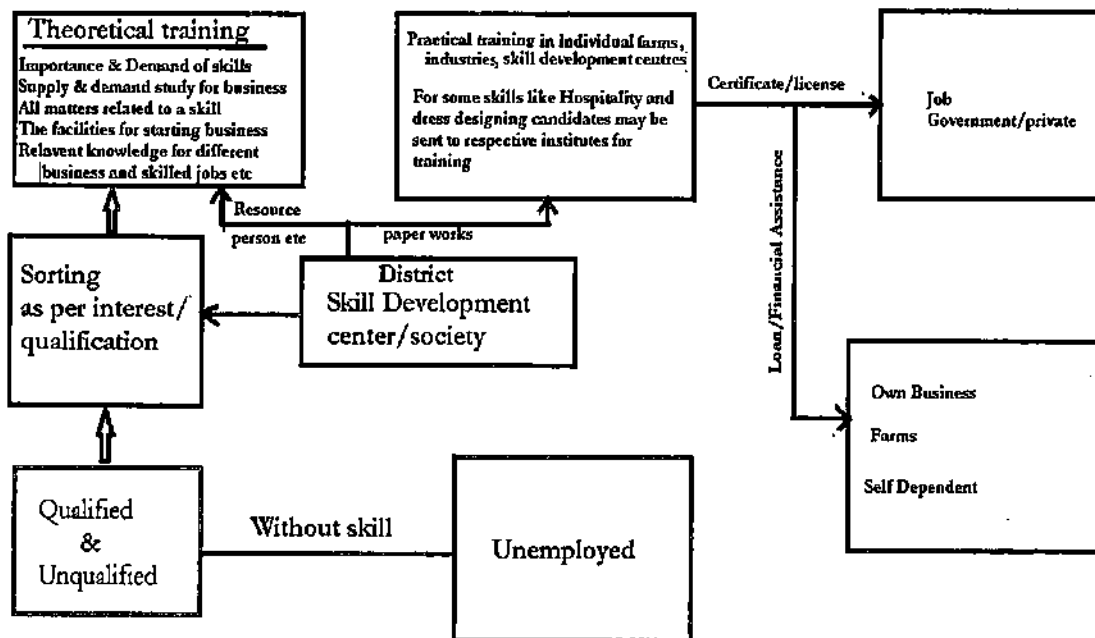 Theoretical training
Importance & Demand of skills
Supply & demand study for business
All matters related to a skill
The facilities for starting business
Relavent knowledge for different
business and skilled jobs etc
Practical training in Individual farms,
industries, skill development centres
For some skills like Hospitality and
dress designing candidates may be
sent to respective institutes for
training
Certificate/license
Job
Government/private
Resource
person etc
paper works
Loan/Financial Assistance
Sorting
as per interest/
qualification
District
Skill Development
center/society
Own Business
Farms
Self Dependent
Qualified
&
Unqualified
Without skill
Unemployed